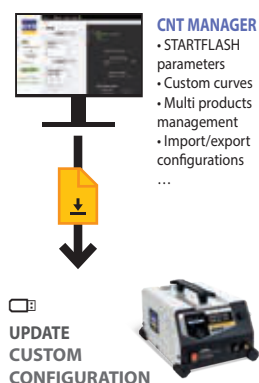 CNT MANAGER
• STARTFLASH
parameters
• Custom curves
• Multi products
management
• Import/export
configurations
…
UPDATE
CUSTOM
CONFIGURATION